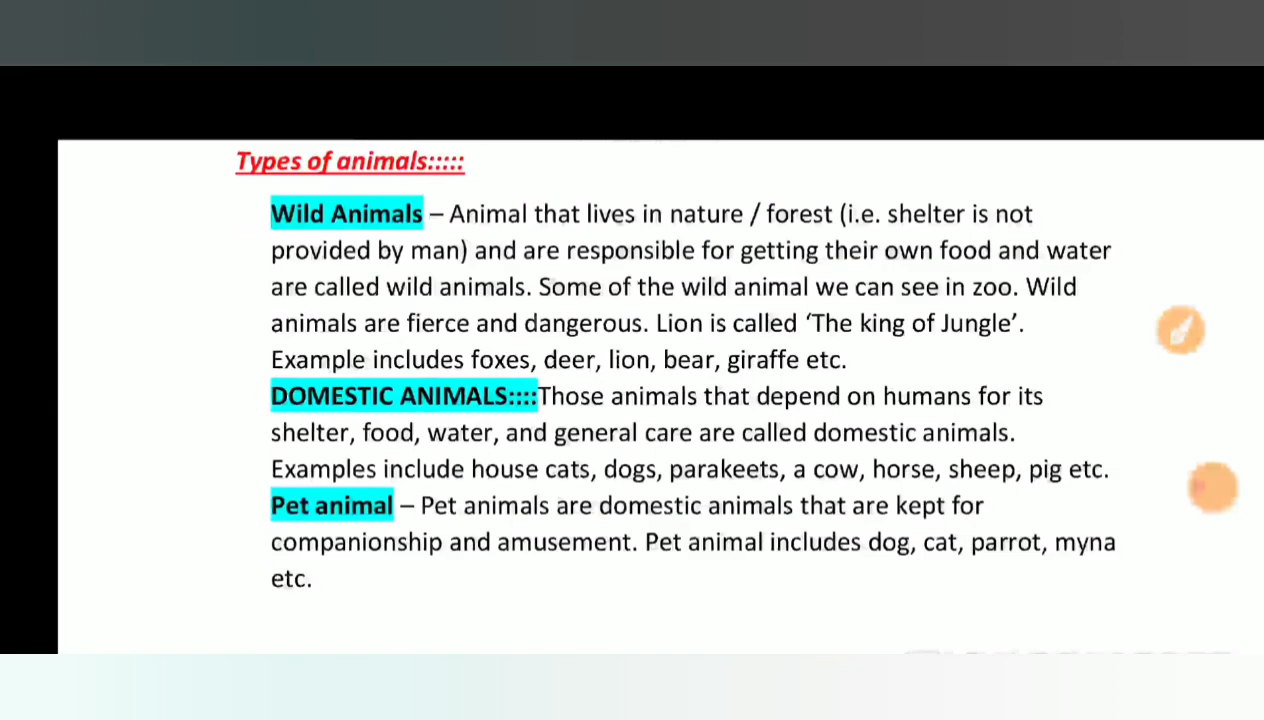 Types of animals:::::
Wild Animals – Animal that lives in nature / forest (i.e. shelter is not
provided by man) and are responsible for getting their own food and water
are called wild animals. Some of the wild animal we can see in zoo. Wild
animals are fierce and dangerous. Lion is called ‘The king of Jungle’.
Example includes foxes, deer, lion, bear, giraffe etc.
DOMESTIC ANIMALS::::Those animals that depend on humans for its
shelter, food, water, and general care are called domestic animals.
Examples include house cats, dogs, parakeets, a cow, horse, sheep, pig etc.
Pet animal – Pet animals are domestic animals that are kept for
companionship and amusement. Pet animal includes dog, cat, parrot, myna
etc.